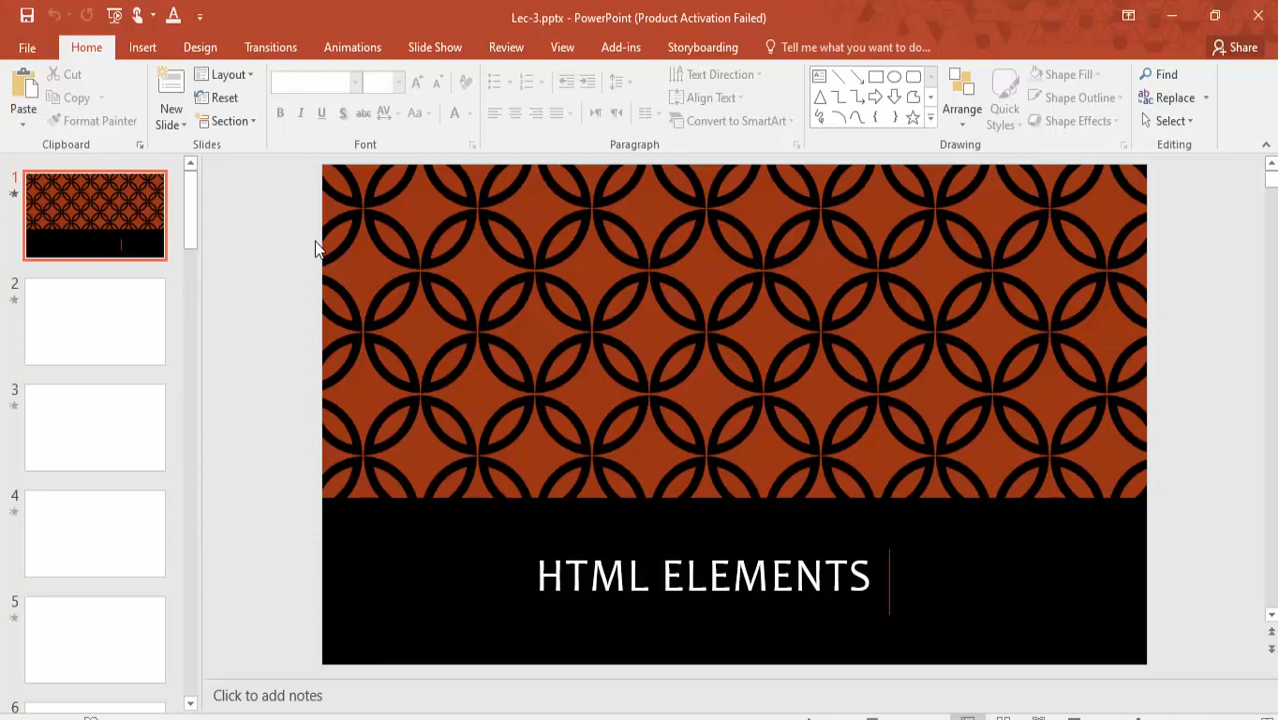 Lec-3.pptx - PowerPoint (Product Activation Failed)
File Home Insert Design Transitions Animations Slide Show Review View Add-ins Storyboarding Tell me what you want to do... Share
Paste
Cut
Copy
Format Painter
Clipboard
New Slide
Layout
Reset
Section
Slides
B I U S abc AV Aa A
Font
Text Direction
Align Text
Convert to SmartArt
Paragraph
Arrange
Quick Styles
Shape Fill
Shape Outline
Shape Effects
Drawing
Find
Replace
Select
Editing
1
2
3
4
5
6
HTML ELEMENTS
Click to add notes